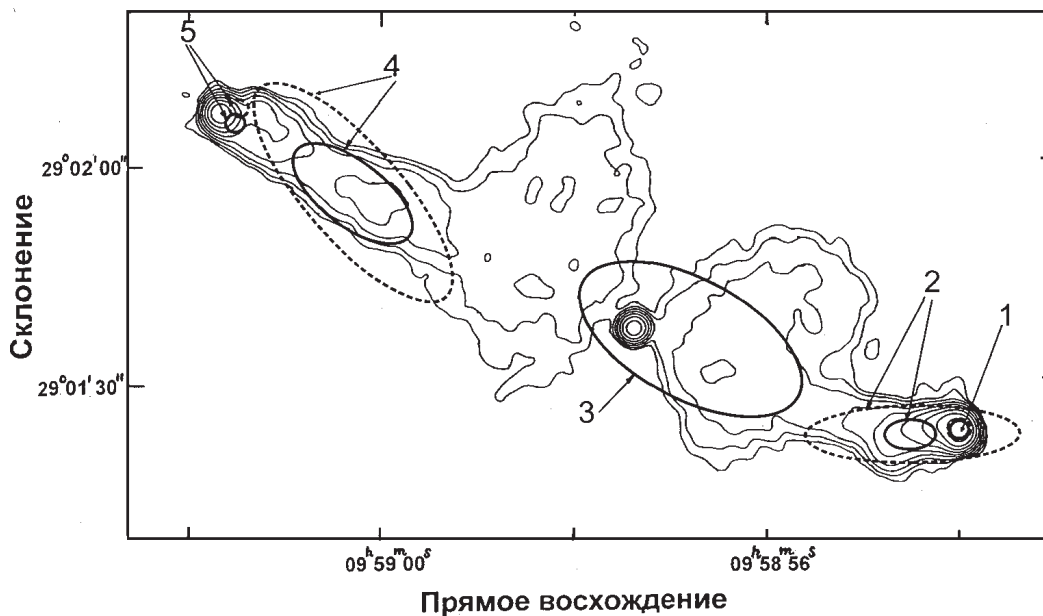 5
4
29°02'00"
Склонение
2
1
29°01'30"
3
09ʰ59ᵐ00ˢ
09ʰ58ᵐ56ˢ
Прямое восхождение